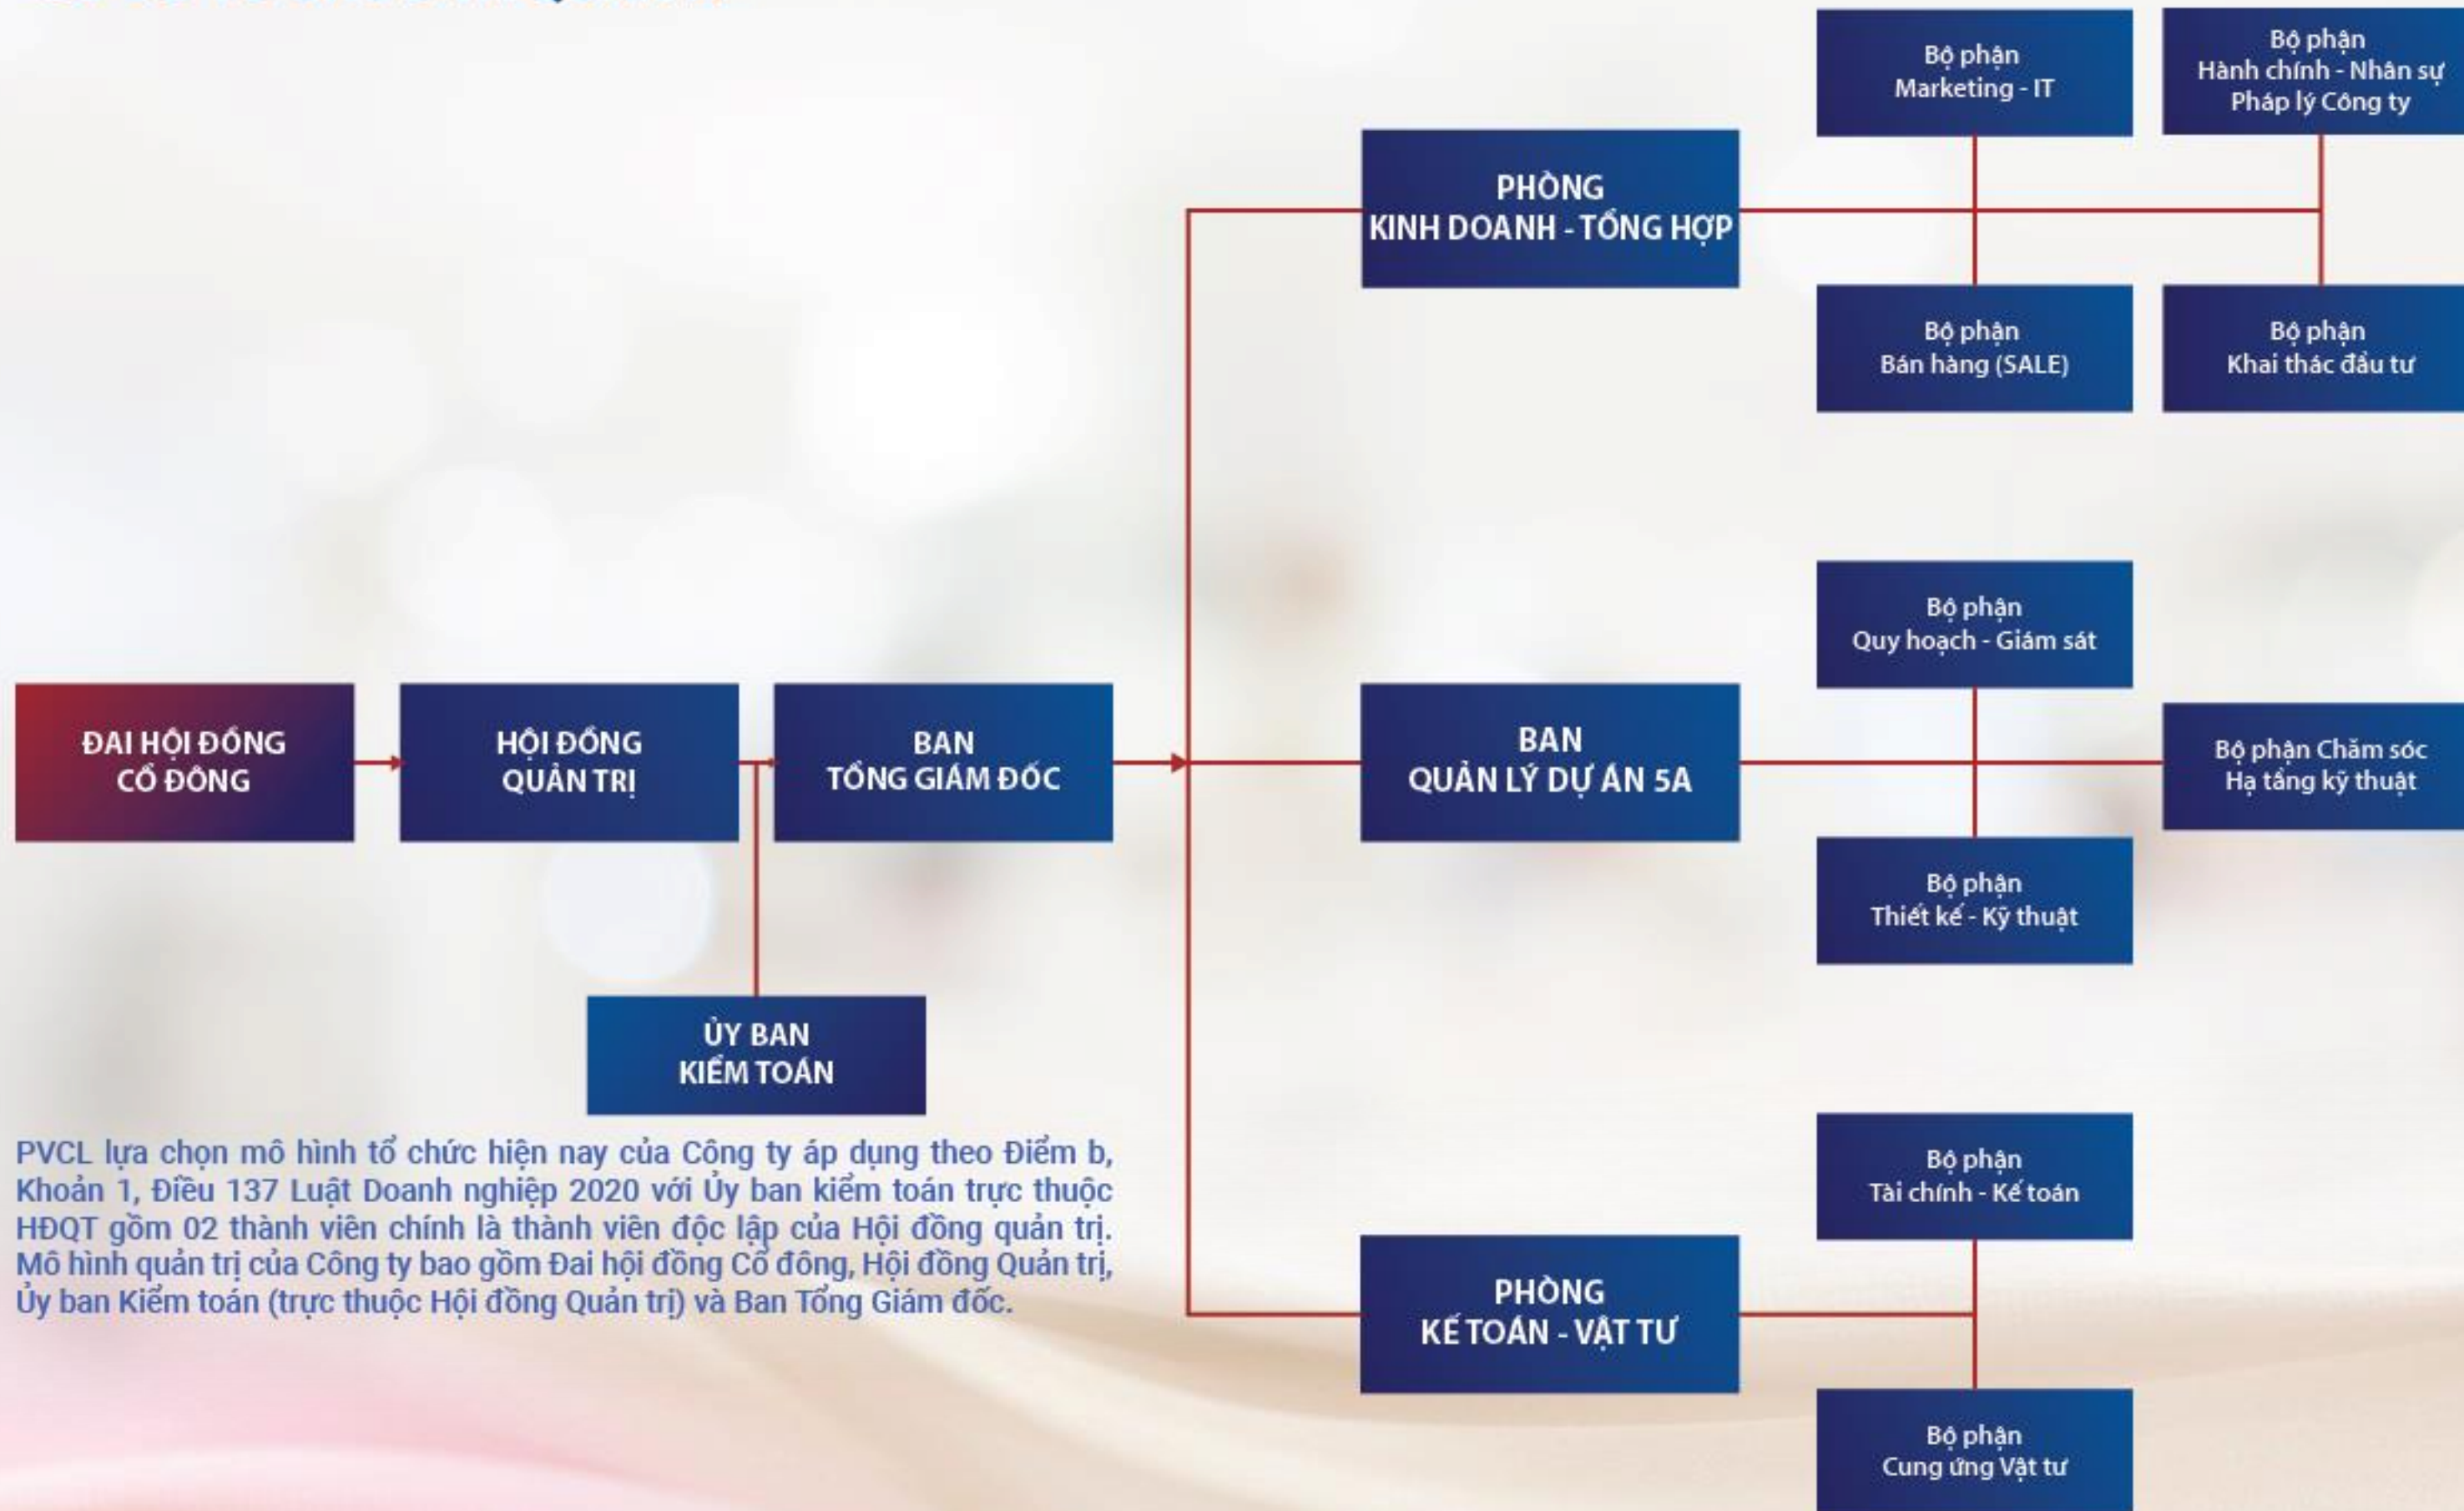 Bộ phận
Marketing - IT
Bộ phận
Hành chính - Nhân sự
Pháp lý Công ty
PHÒNG
KINH DOANH - TỔNG HỢP
Bộ phận
Bán hàng (SALE)
Bộ phận
Khai thác đầu tư
Bộ phận
Quy hoạch - Giám sát
ĐẠI HỘI ĐỒNG
CỔ ĐÔNG
HỘI ĐỒNG
QUẢN TRỊ
BAN
TỔNG GIÁM ĐỐC
BAN
QUẢN LÝ DỰ ÁN 5A
Bộ phận Chăm sóc
Hạ tầng kỹ thuật
Bộ phận
Thiết kế - Kỹ thuật
ỦY BAN
KIỂM TOÁN
PVCL lựa chọn mô hình tổ chức hiện nay của Công ty áp dụng theo Điểm b,
Khoản 1, Điều 137 Luật Doanh nghiệp 2020 với Ủy ban kiểm toán trực thuộc
HĐQT gồm 02 thành viên chính là thành viên độc lập của Hội đồng quản trị.
Mô hình quản trị của Công ty bao gồm Đai hội đồng Cổ đông, Hội đồng Quản trị,
Ủy ban Kiểm toán (trực thuộc Hội đồng Quản trị) và Ban Tổng Giám đốc.
Bộ phận
Tài chính - Kế toán
PHÒNG
KẾ TOÁN - VẬT TƯ
Bộ phận
Cung ứng Vật tư